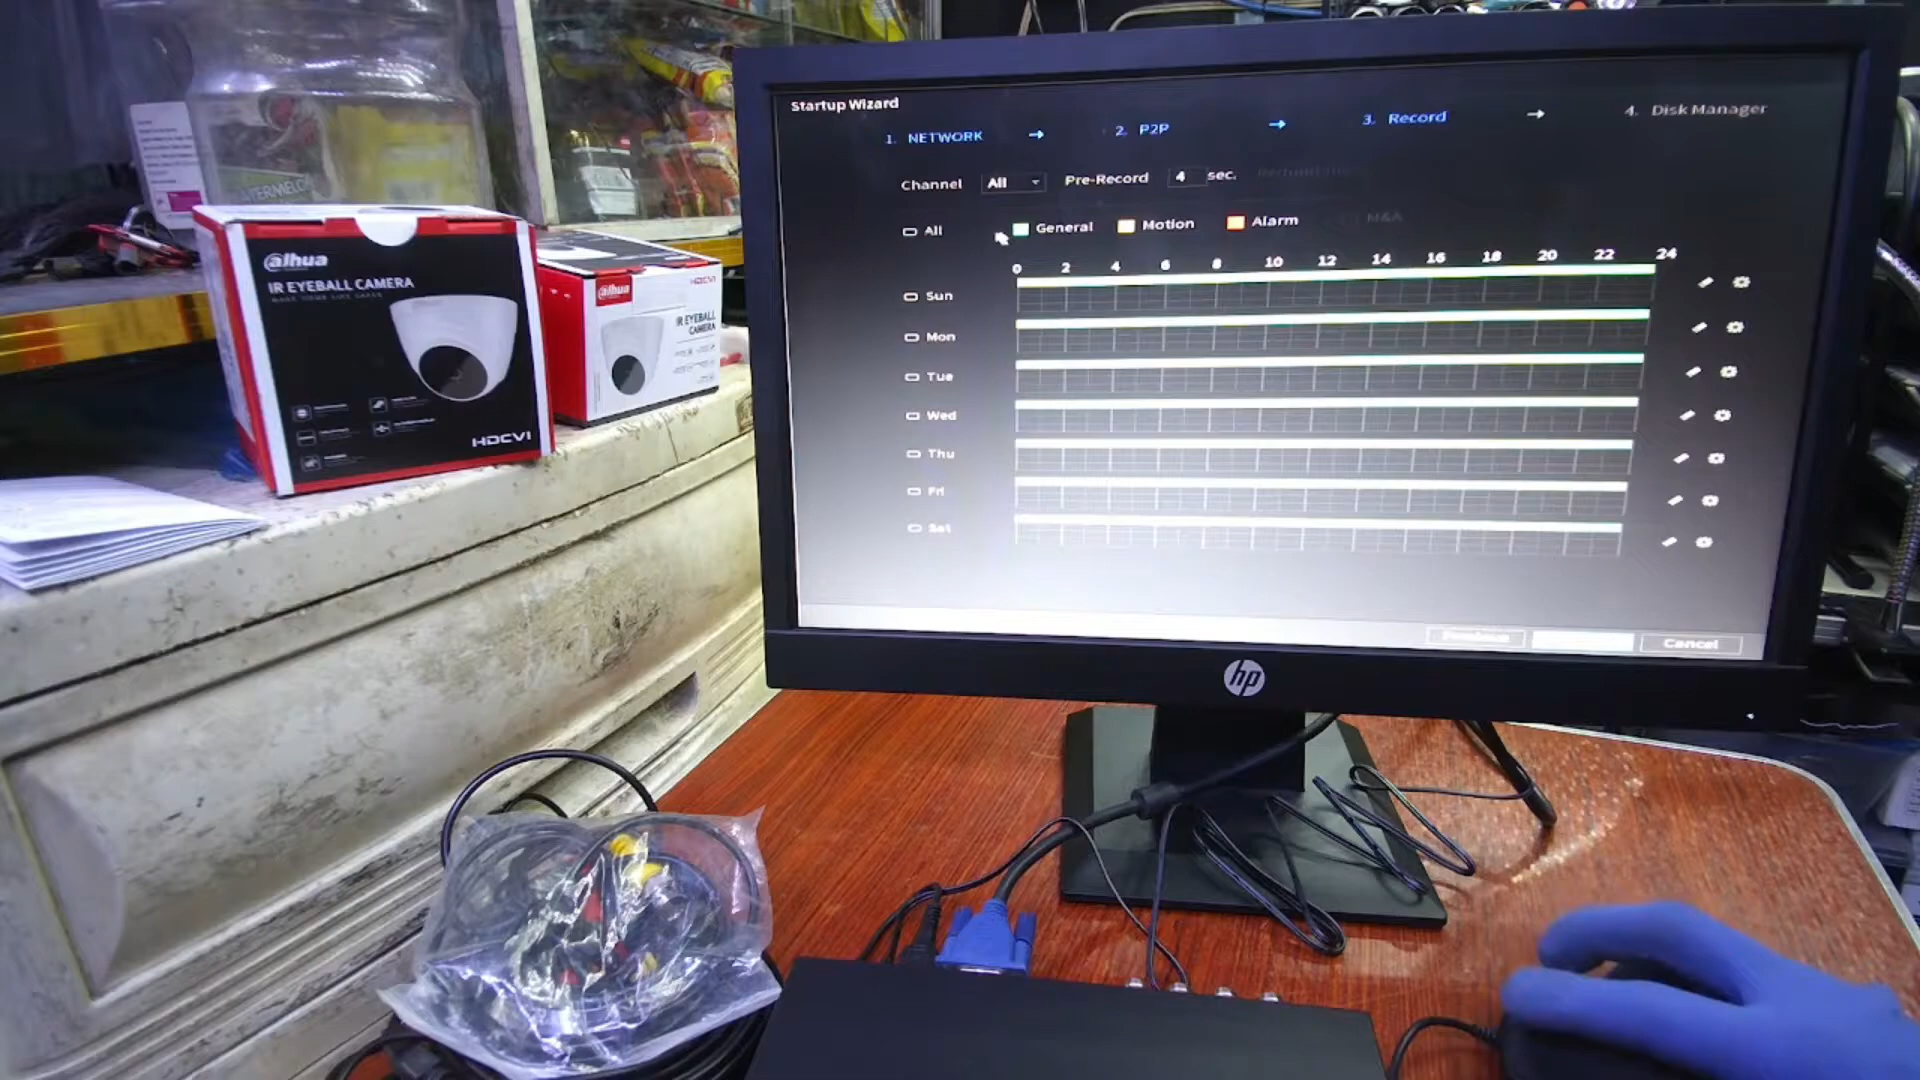 Startup Wizard
1. NETWORK → 2. P2P → 3. Record → 4. Disk Manager
Channel All Pre-Record 4 sec.
All General Motion Alarm M&A
0 2 4 6 8 10 12 14 16 18 20 22 24
Sun
Mon
Tue
Wed
Thu
Fri
Sat
Cancel
hp
alhua
IR EYEBALL CAMERA
HDCVI
alhua
HDCVI
IR EYEBALL
CAMERA